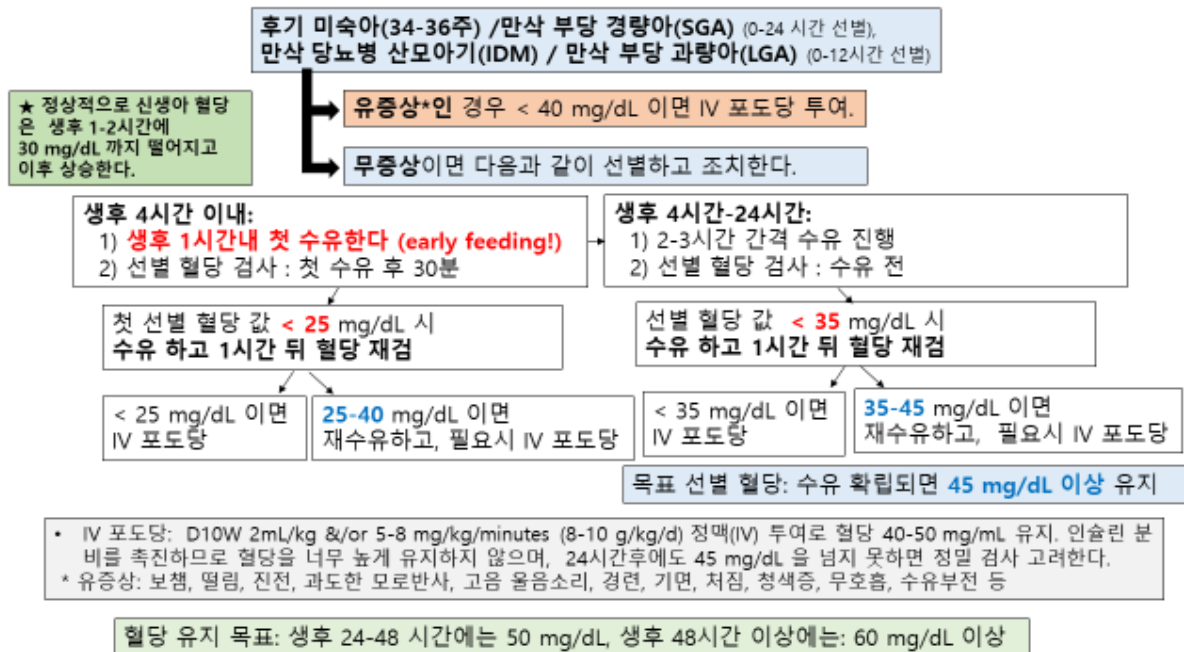 후기 미숙아(34-36주) /만삭 부당 경량아(SGA) (0-24 시간 선별),
만삭 당뇨병 산모아기(IDM) / 만삭 부당 과량아(LGA) (0-12시간 선별)
★ 정상적으로 신생아 혈당
은 생후 1-2시간에
30 mg/dL 까지 떨어지고
이후 상승한다.
유증상*인 경우 < 40 mg/dL 이면 IV 포도당 투여.
무증상이면 다음과 같이 선별하고 조치한다.
생후 4시간 이내:
1) 생후 1시간내 첫 수유한다 (early feeding!)
2) 선별 혈당 검사 : 첫 수유 후 30분
생후 4시간-24시간:
1) 2-3시간 간격 수유 진행
2) 선별 혈당 검사 : 수유 전
첫 선별 혈당 값 < 25 mg/dL 시
수유 하고 1시간 뒤 혈당 재검
선별 혈당 값 < 35 mg/dL 시
수유 하고 1시간 뒤 혈당 재검
< 25 mg/dL 이면
IV 포도당
25-40 mg/dL 이면
재수유하고, 필요시 IV 포도당
< 35 mg/dL 이면
IV 포도당
35-45 mg/dL 이면
재수유하고, 필요시 IV 포도당
목표 선별 혈당: 수유 확립되면 45 mg/dL 이상 유지
• IV 포도당: D10W 2mL/kg &/or 5-8 mg/kg/minutes (8-10 g/kg/d) 정맥(IV) 투여로 혈당 40-50 mg/mL 유지. 인슐린 분
비를 촉진하므로 혈당을 너무 높게 유지하지 않으며, 24시간후에도 45 mg/dL 을 넘지 못하면 정밀 검사 고려한다.
* 유증상: 보챔, 떨림, 진전, 과도한 모로반사, 고음 울음소리, 경련, 기면, 처짐, 청색증, 무호흡, 수유부전 등
혈당 유지 목표: 생후 24-48 시간에는 50 mg/dL, 생후 48시간 이상에는: 60 mg/dL 이상